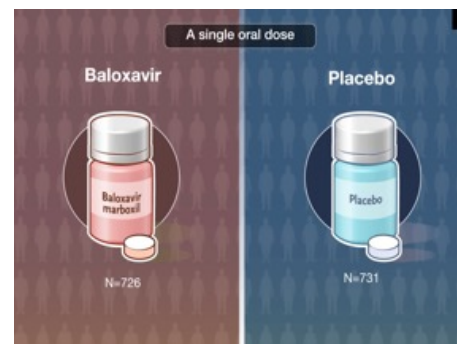 A single oral dose
Baloxavir
Placebo
Baloxavir
marboxil
Placebo
N=726
N=731